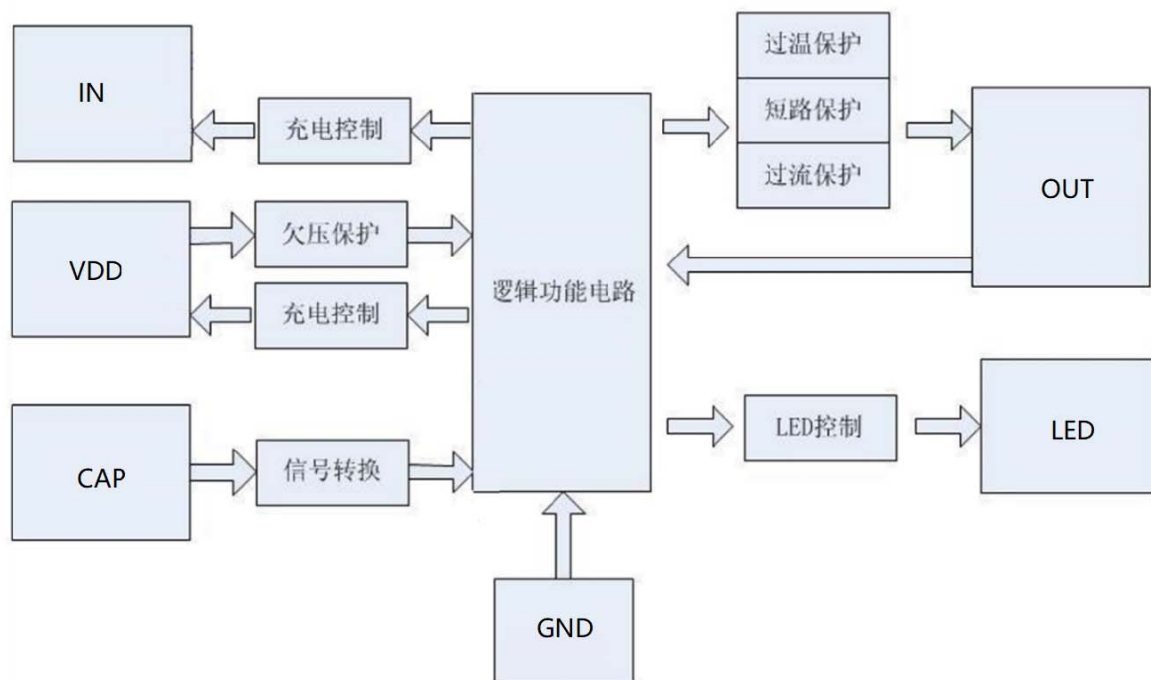 IN
充电控制
过温保护
短路保护
过流保护
OUT
VDD
欠压保护
充电控制
逻辑功能电路
CAP
信号转换
LED控制
LED
GND